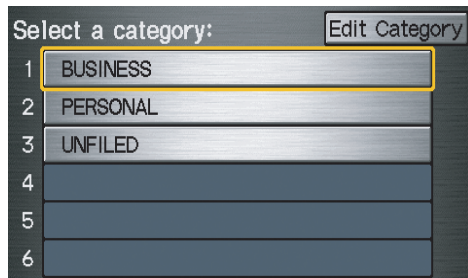 Select a category:
Edit Category
1 BUSINESS
2 PERSONAL
3 UNFILED
4
5
6